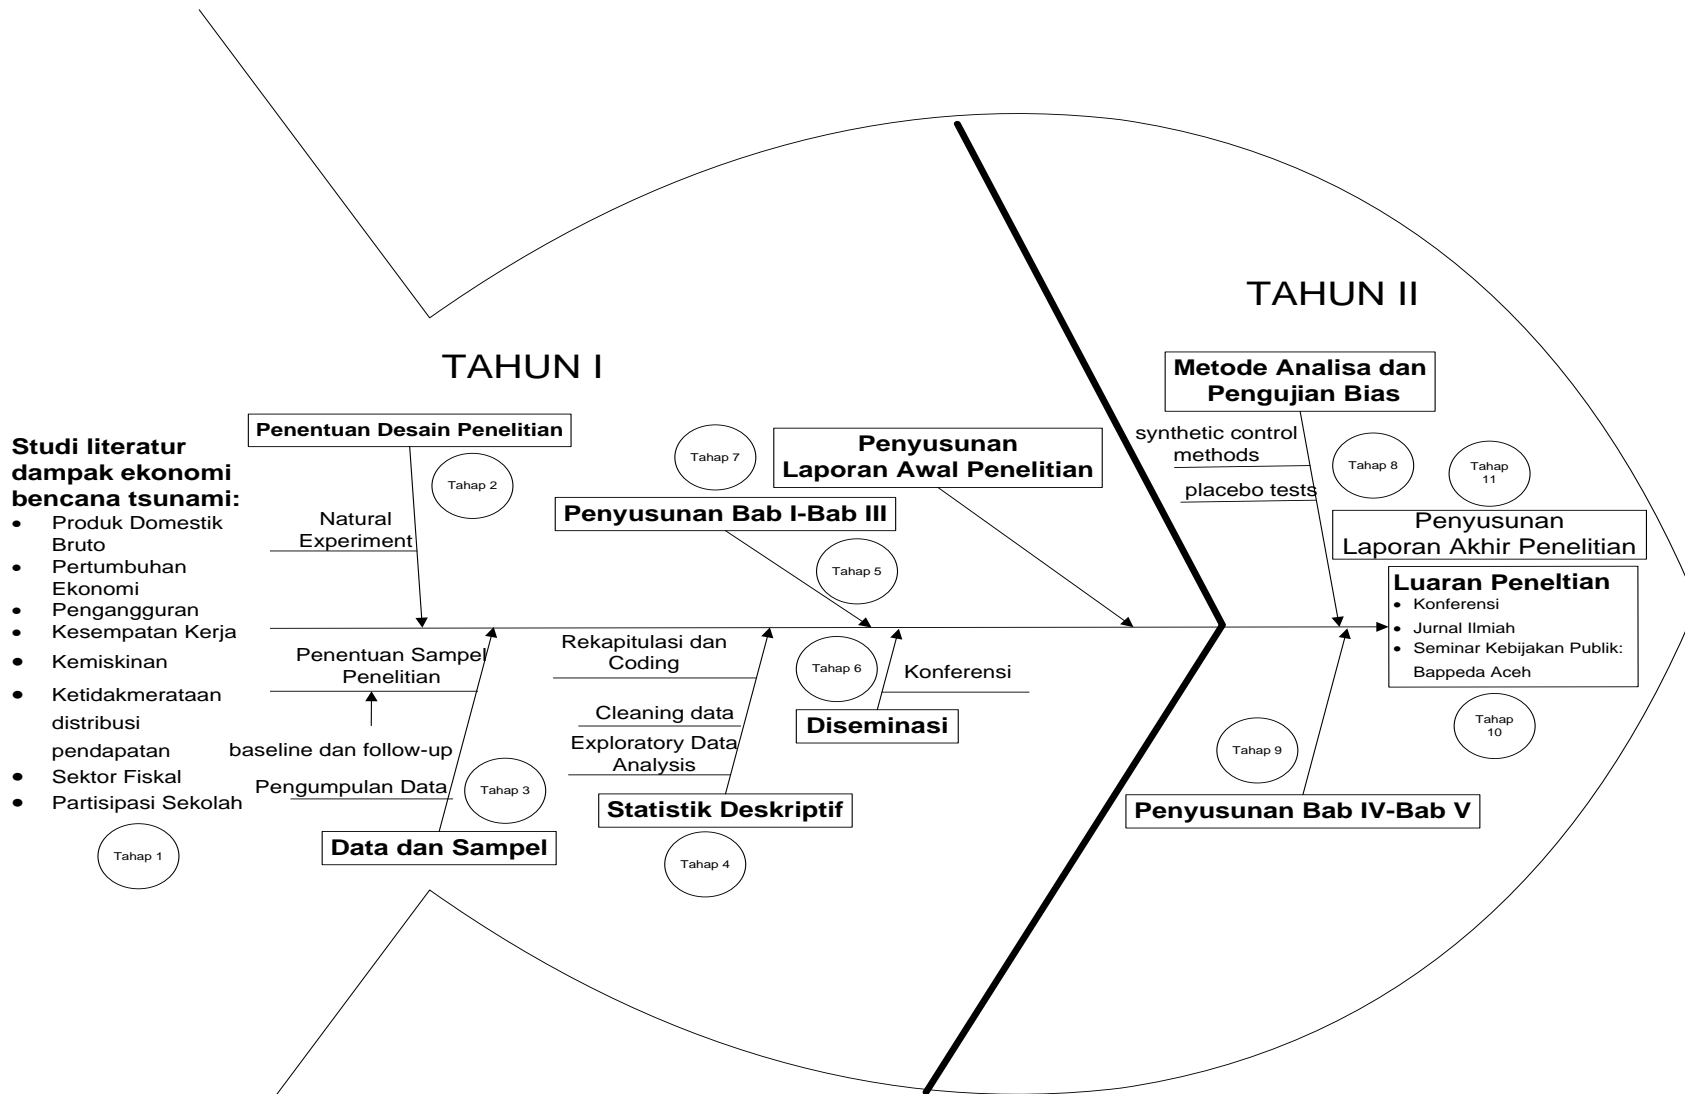 TAHUN I
TAHUN II
Studi literatur
dampak ekonomi
bencana tsunami:
• Produk Domestik
Bruto
• Pertumbuhan
Ekonomi
• Pengangguran
• Kesempatan Kerja
• Kemiskinan
• Ketidakmerataan
distribusi
pendapatan
• Sektor Fiskal
• Partisipasi Sekolah
Tahap 1
Penentuan Desain Penelitian
Tahap 2
Natural
Experiment
Penentuan Sampel
Penelitian
baseline dan follow-up
Pengumpulan Data
Tahap 3
Data dan Sampel
Rekapitulasi dan
Coding
Cleaning data
Exploratory Data
Analysis
Statistik Deskriptif
Tahap 4
Penyusunan Bab I-Bab III
Tahap 5
Tahap 6
Konferensi
Diseminasi
Tahap 7
Penyusunan
Laporan Awal Penelitian
Metode Analisa dan
Pengujian Bias
synthetic control
methods
placebo tests
Tahap 8
Tahap 9
Penyusunan Bab IV-Bab V
Tahap
11
Penyusunan
Laporan Akhir Penelitian
Luaran Peneltian
• Konferensi
• Jurnal Ilmiah
• Seminar Kebijakan Publik:
Bappeda Aceh
Tahap
10